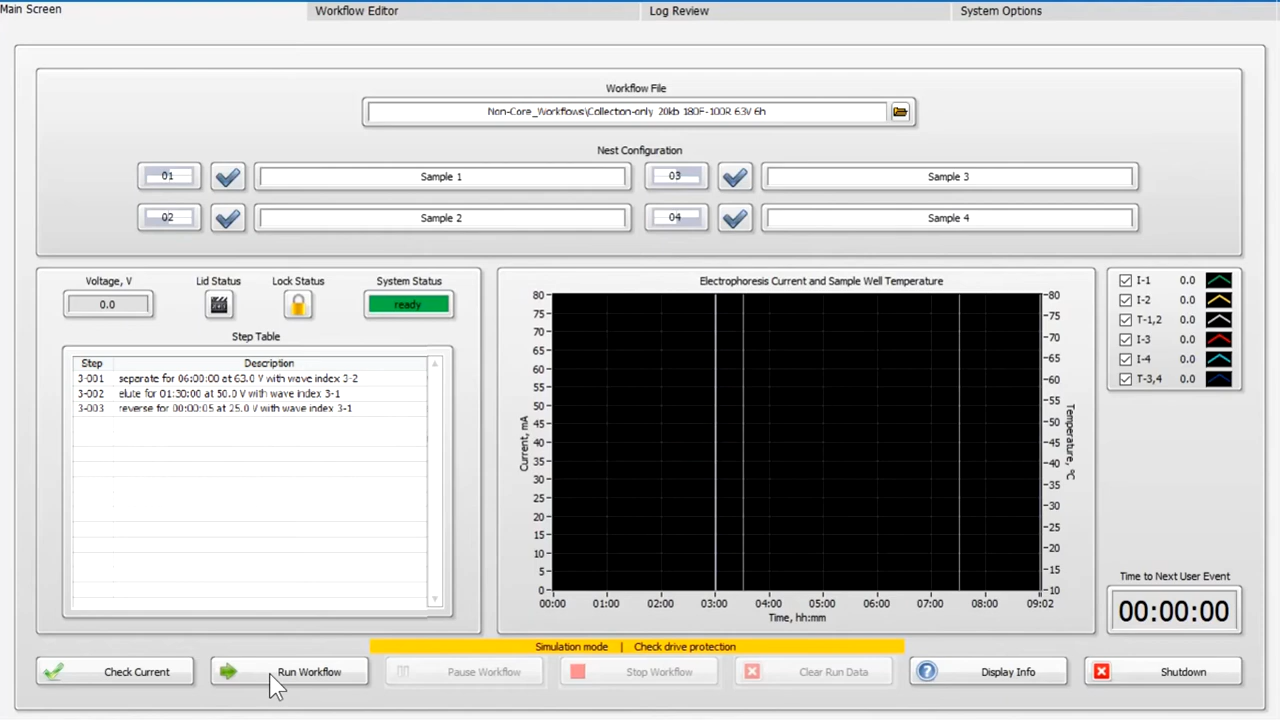 Main Screen
Workflow Editor
Log Review
System Options
Workflow File
Non-Core_Workflows\Collection-only 20kb 180F-100R 63V 6h
Nest Configuration
01 Sample 1 03 Sample 3
02 Sample 2 04 Sample 4
Voltage, V
Lid Status
Lock Status
System Status
0.0
ready
Step Table
Step Description
3-001 separate for 06:00:00 at 63.0 V with wave index 3-2
3-002 elute for 01:30:00 at 50.0 V with wave index 3-1
3-003 reverse for 00:00:05 at 25.0 V with wave index 3-1
Electrophoresis Current and Sample Well Temperature
80
75
70
65
60
55
50
45
40
35
30
25
20
15
10
5
0
Current, mA
80
75
70
65
60
55
50
45
40
35
30
25
20
15
10
Temperature, ºC
00:00 01:00 02:00 03:00 04:00 05:00 06:00 07:00 08:00 09:02
Time, hh:mm
I-1 0.0
I-2 0.0
T-1,2 0.0
I-3 0.0
I-4 0.0
T-3,4 0.0
Time to Next User Event
00:00:00
Simulation mode | Check drive protection
Check Current
Run Workflow
Pause Workflow
Stop Workflow
Clear Run Data
Display Info
Shutdown